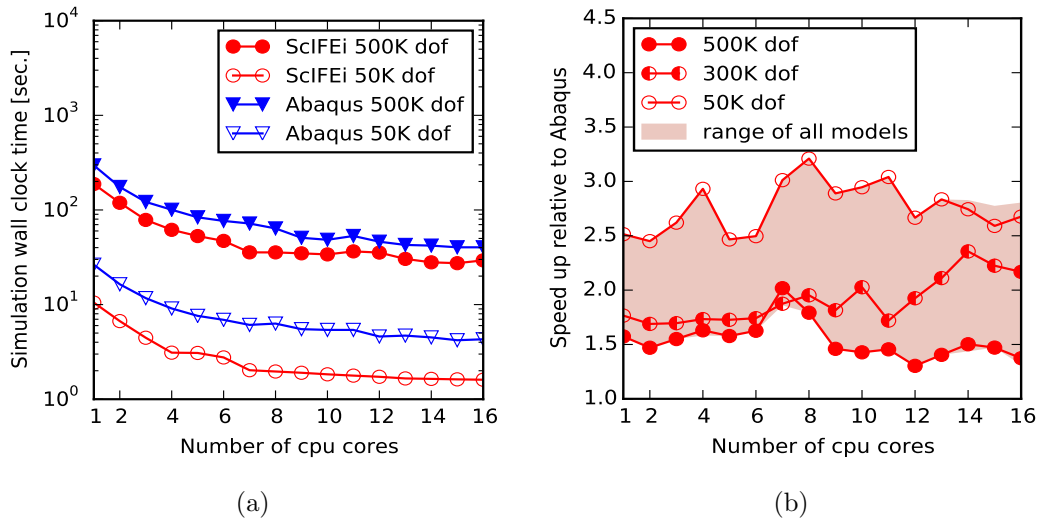 Simulation wall clock time [sec.]
10^4
10^3
10^2
10^1
10^0
ScIFEi 500K dof
ScIFEi 50K dof
Abaqus 500K dof
Abaqus 50K dof
1 2 4 6 8 10 12 14 16
Number of cpu cores
(a)
Speed up relative to Abaqus
4.5
4.0
3.5
3.0
2.5
2.0
1.5
1.0
500K dof
300K dof
50K dof
range of all models
1 2 4 6 8 10 12 14 16
Number of cpu cores
(b)